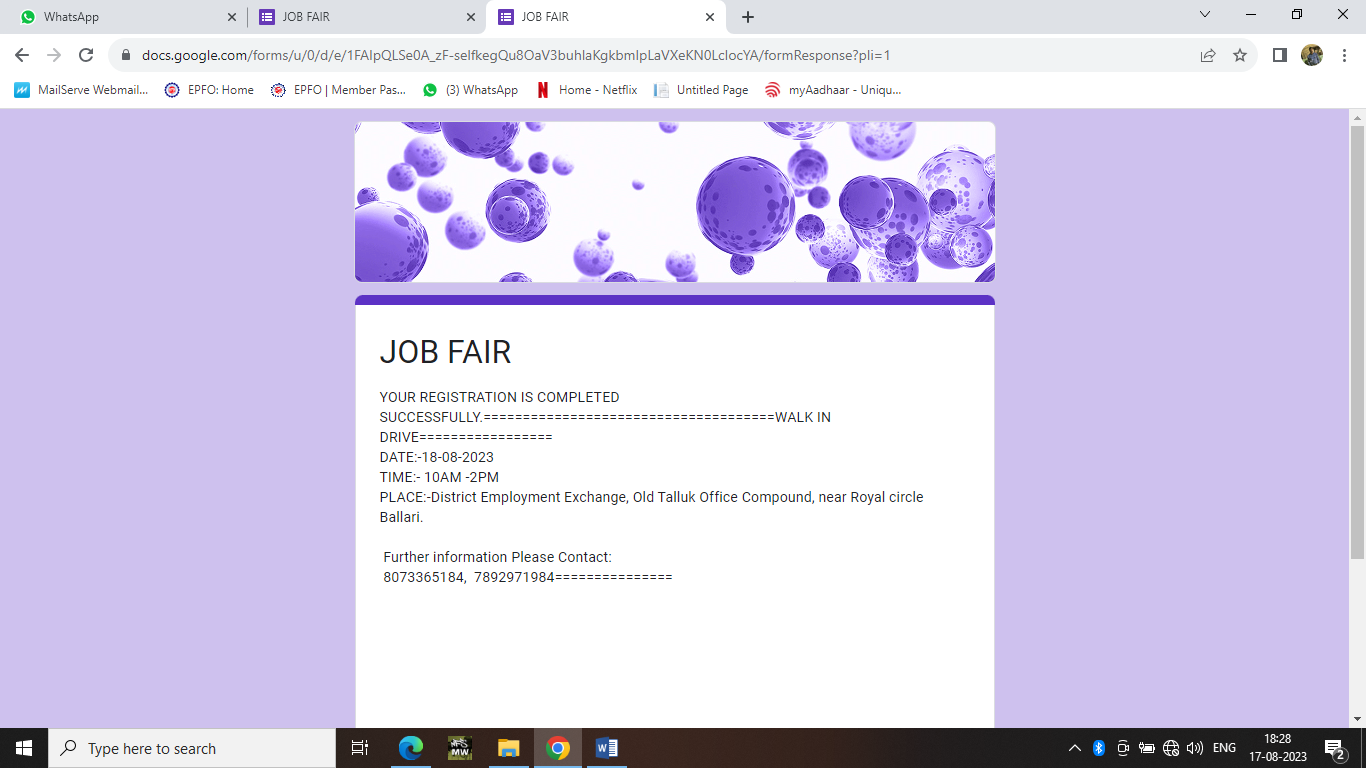 WhatsApp
JOB FAIR
JOB FAIR
docs.google.com/forms/u/0/d/e/1FAIpQLSe0A_zF-selfkegQu8OaV3buhlaKgkbmIpLaVXeKN0LcIocYA/formResponse?pli=1
MailServe Webmail...
EPFO: Home
EPFO | Member Pas...
(3) WhatsApp
Home - Netflix
Untitled Page
myAadhaar - Uniqu...
JOB FAIR
YOUR REGISTRATION IS COMPLETED
SUCCESSFULLY.=====================================WALK IN
DRIVE=================
DATE:-18-08-2023
TIME:- 10AM -2PM
PLACE:-District Employment Exchange, Old Talluk Office Compound, near Royal circle
Ballari.
Further information Please Contact:
8073365184,  7892971984===============
Type here to search
NFS MW
ENG
18:28
17-08-2023
2